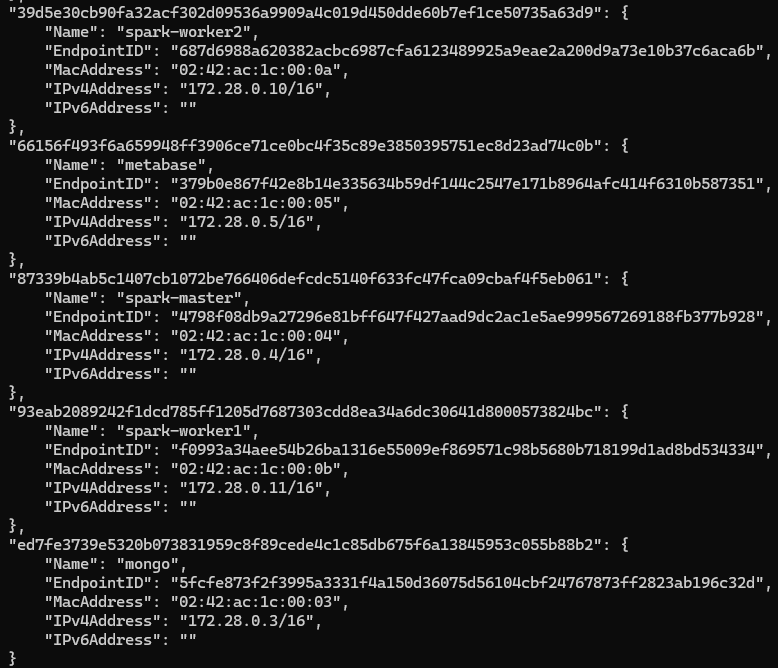 "39d5e30cb90fa32acf302d09536a9909a4c019d450dde60b7ef1ce50735a63d9": {
    "Name": "spark-worker2",
    "EndpointID": "687d6988a620382acbc6987cfa6123489925a9eae2a200d9a73e10b37c6aca6b",
    "MacAddress": "02:42:ac:1c:00:0a",
    "IPv4Address": "172.28.0.10/16",
    "IPv6Address": ""
},
"66156f493f6a659948ff3906ce71ce0bc4f35c89e3850395751ec8d23ad74c0b": {
    "Name": "metabase",
    "EndpointID": "379b0e867f42e8b14e335634b59df144c2547e171b8964afc414f6310b587351",
    "MacAddress": "02:42:ac:1c:00:05",
    "IPv4Address": "172.28.0.5/16",
    "IPv6Address": ""
},
"87339b4ab5c1407cb1072be766406defcdc5140f633fc47fca09cbaf4f5eb061": {
    "Name": "spark-master",
    "EndpointID": "4798f08db9a27296e81bff647f427aad9dc2ac1e5ae999567269188fb377b928",
    "MacAddress": "02:42:ac:1c:00:04",
    "IPv4Address": "172.28.0.4/16",
    "IPv6Address": ""
},
"93eab2089242f1dcd785ff1205d7687303cdd8ea34a6dc30641d8000573824bc": {
    "Name": "spark-worker1",
    "EndpointID": "f0993a34aee54b26ba1316e55009ef869571c98b5680b718199d1ad8bd534334",
    "MacAddress": "02:42:ac:1c:00:0b",
    "IPv4Address": "172.28.0.11/16",
    "IPv6Address": ""
},
"ed7fe3739e5320b073831959c8f89cede4c1c85db675f6a13845953c055b88b2": {
    "Name": "mongo",
    "EndpointID": "5fcfe873f2f3995a3331f4a150d36075d56104cbf24767873ff2823ab196c32d",
    "MacAddress": "02:42:ac:1c:00:03",
    "IPv4Address": "172.28.0.3/16",
    "IPv6Address": ""
}